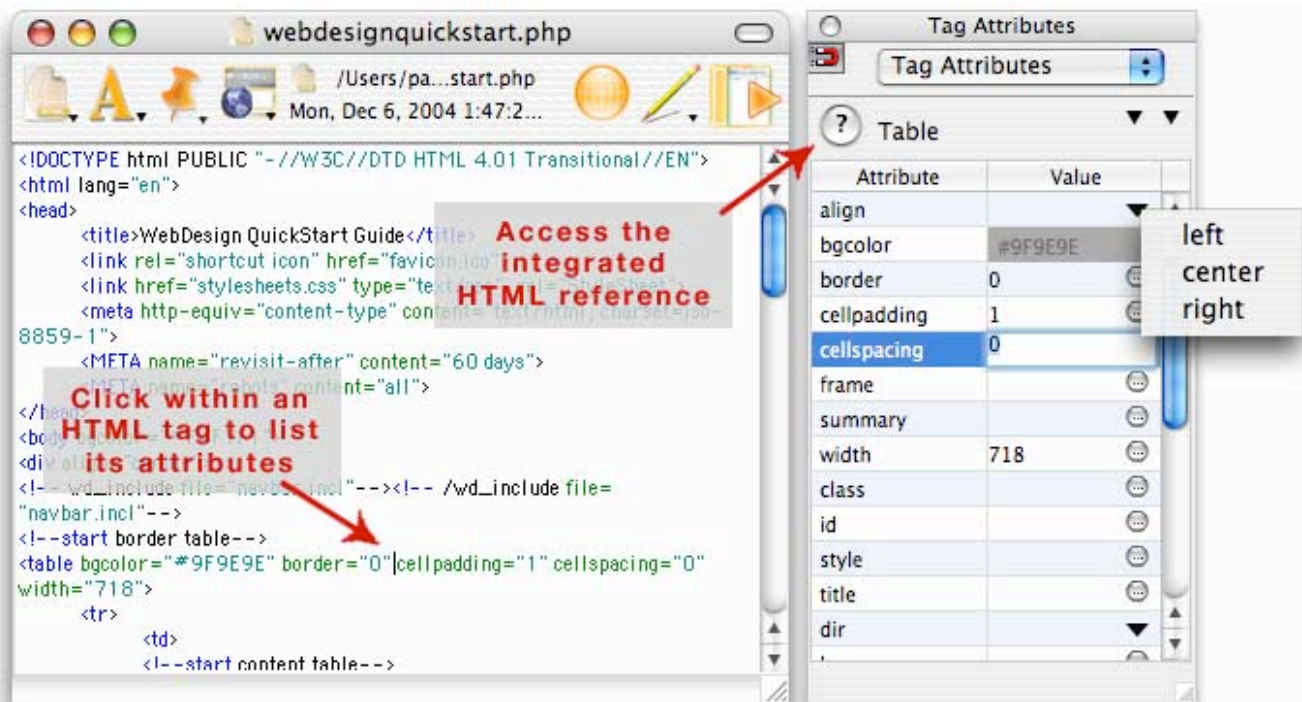 webdesignquickstart.php
/Users/pa...start.php
Mon, Dec 6, 2004 1:47:2...
<!DOCTYPE html PUBLIC "-//W3C//DTD HTML 4.01 Transitional//EN">
<html lang="en">
<head>
<title>WebDesign QuickStart Guide</title>
<link rel="shortcut icon" href="favicon.ico"
<link href="stylesheets.css" type="text/css" rel="StyleSheet">
<meta http-equiv="content-type" content="text/html; charset=iso-
8859-1">
<META name="revisit-after" content="60 days">
<META name="robots" content="all">
</head>
<body bgcolor=
<div align=
<!-- wd_include file="navbar.incl"--><!-- /wd_include file=
"navbar.incl"-->
<!--start border table-->
<table bgcolor="#9F9E9E" border="0" cellpadding="1" cellspacing="0"
width="718">
<tr>
<td>
<!--start content table-->
Access the
integrated
HTML reference
Click within an
HTML tag to list
its attributes
Tag Attributes
Tag Attributes
? Table
Attribute Value
align
bgcolor #9F9E9E
border 0
cellpadding 1
cellspacing 0
frame
summary
width 718
class
id
style
title
dir
left
center
right